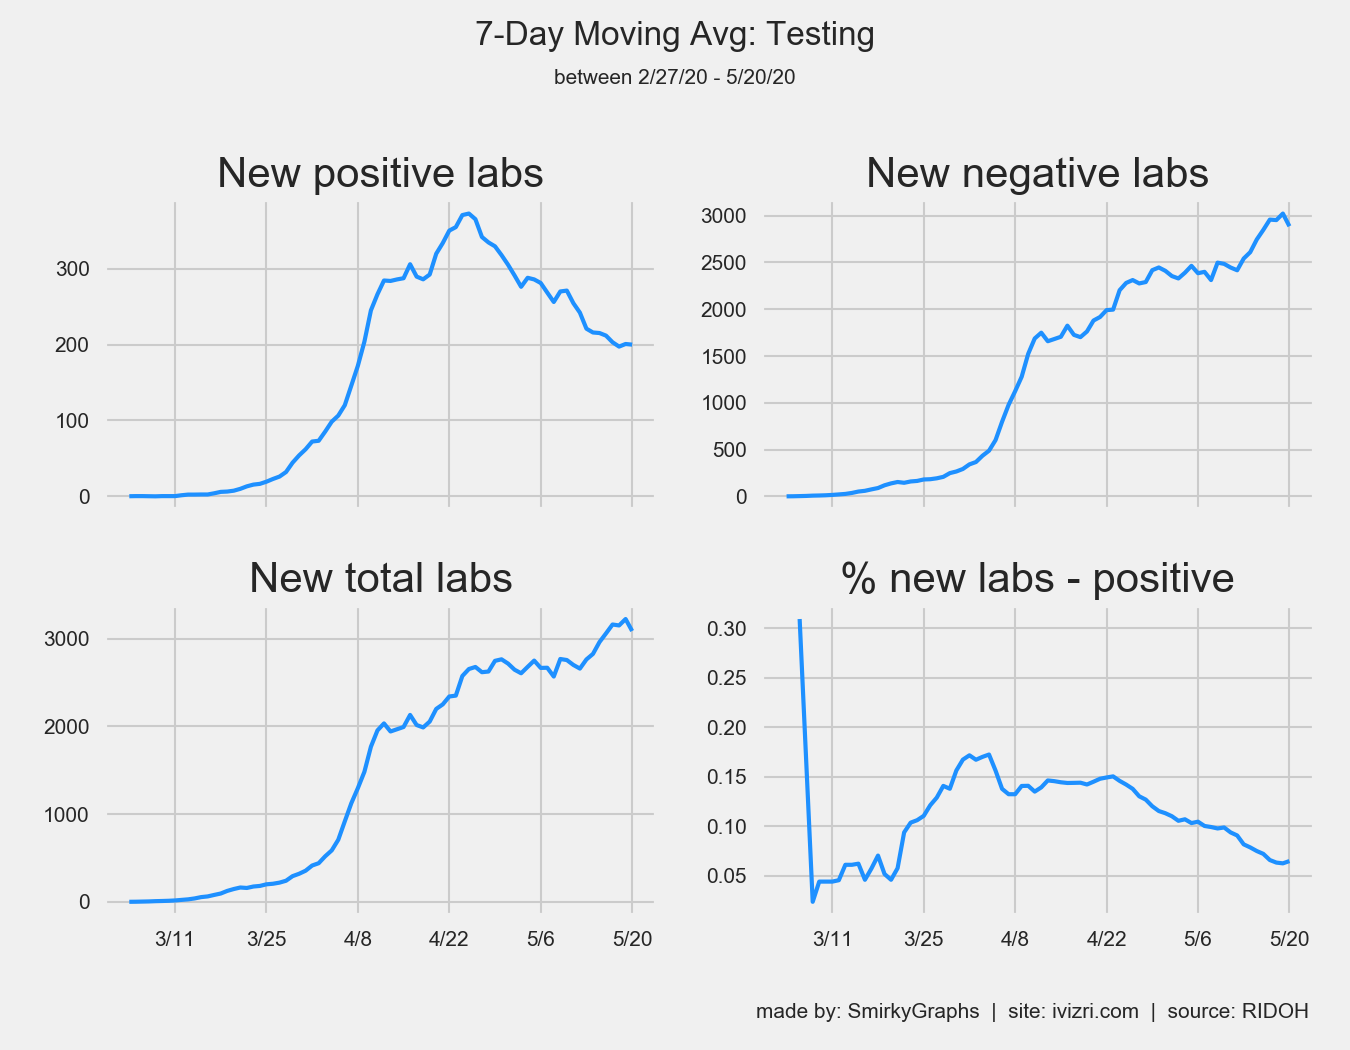 7-Day Moving Avg: Testing
between 2/27/20 - 5/20/20
New positive labs
300
200
100
0
New negative labs
3000
2500
2000
1500
1000
500
0
New total labs
3000
2000
1000
0
3/11 3/25 4/8 4/22 5/6 5/20
% new labs - positive
0.30
0.25
0.20
0.15
0.10
0.05
3/11 3/25 4/8 4/22 5/6 5/20
made by: SmirkyGraphs | site: ivizri.com | source: RIDOH